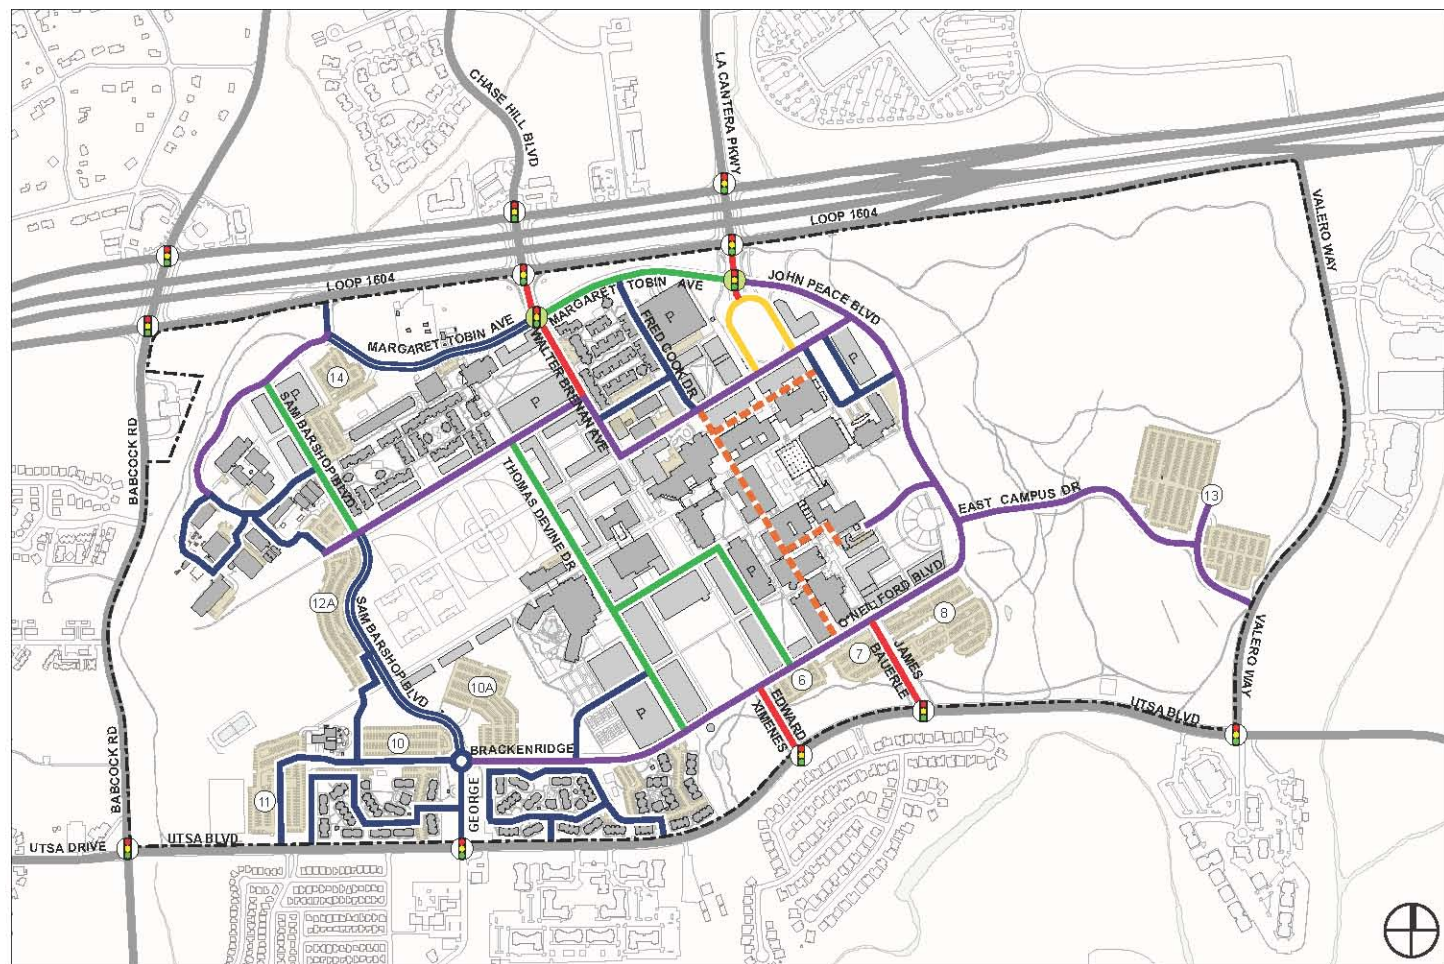 CHASE HILL BLVD
LA CANTERA PKWY
LOOP 1604
VALERO WAY
LOOP 1604
JOHN PEACE BLVD
MARGARET TOBIN AVE
MARGARET TOBIN AVE
FRED COOK DR
WALTER BRENAN AVE
P
P
P
P
P
P
P
14
SAM BARSHOP BLVD
BABCOCK RD
THOMAS DEVINE DR
EAST CAMPUS DR
13
12A
SAM BARSHOP BLVD
O'NEIL FORD BLVD
8
7
6
JAMES
BAUERLE
EDWARD
XIMENES
10A
10
BRACKENRIDGE
VALERO WAY
UTSA BLVD
BABCOCK RD
11
GEORGE
UTSA DRIVE
UTSA BLVD